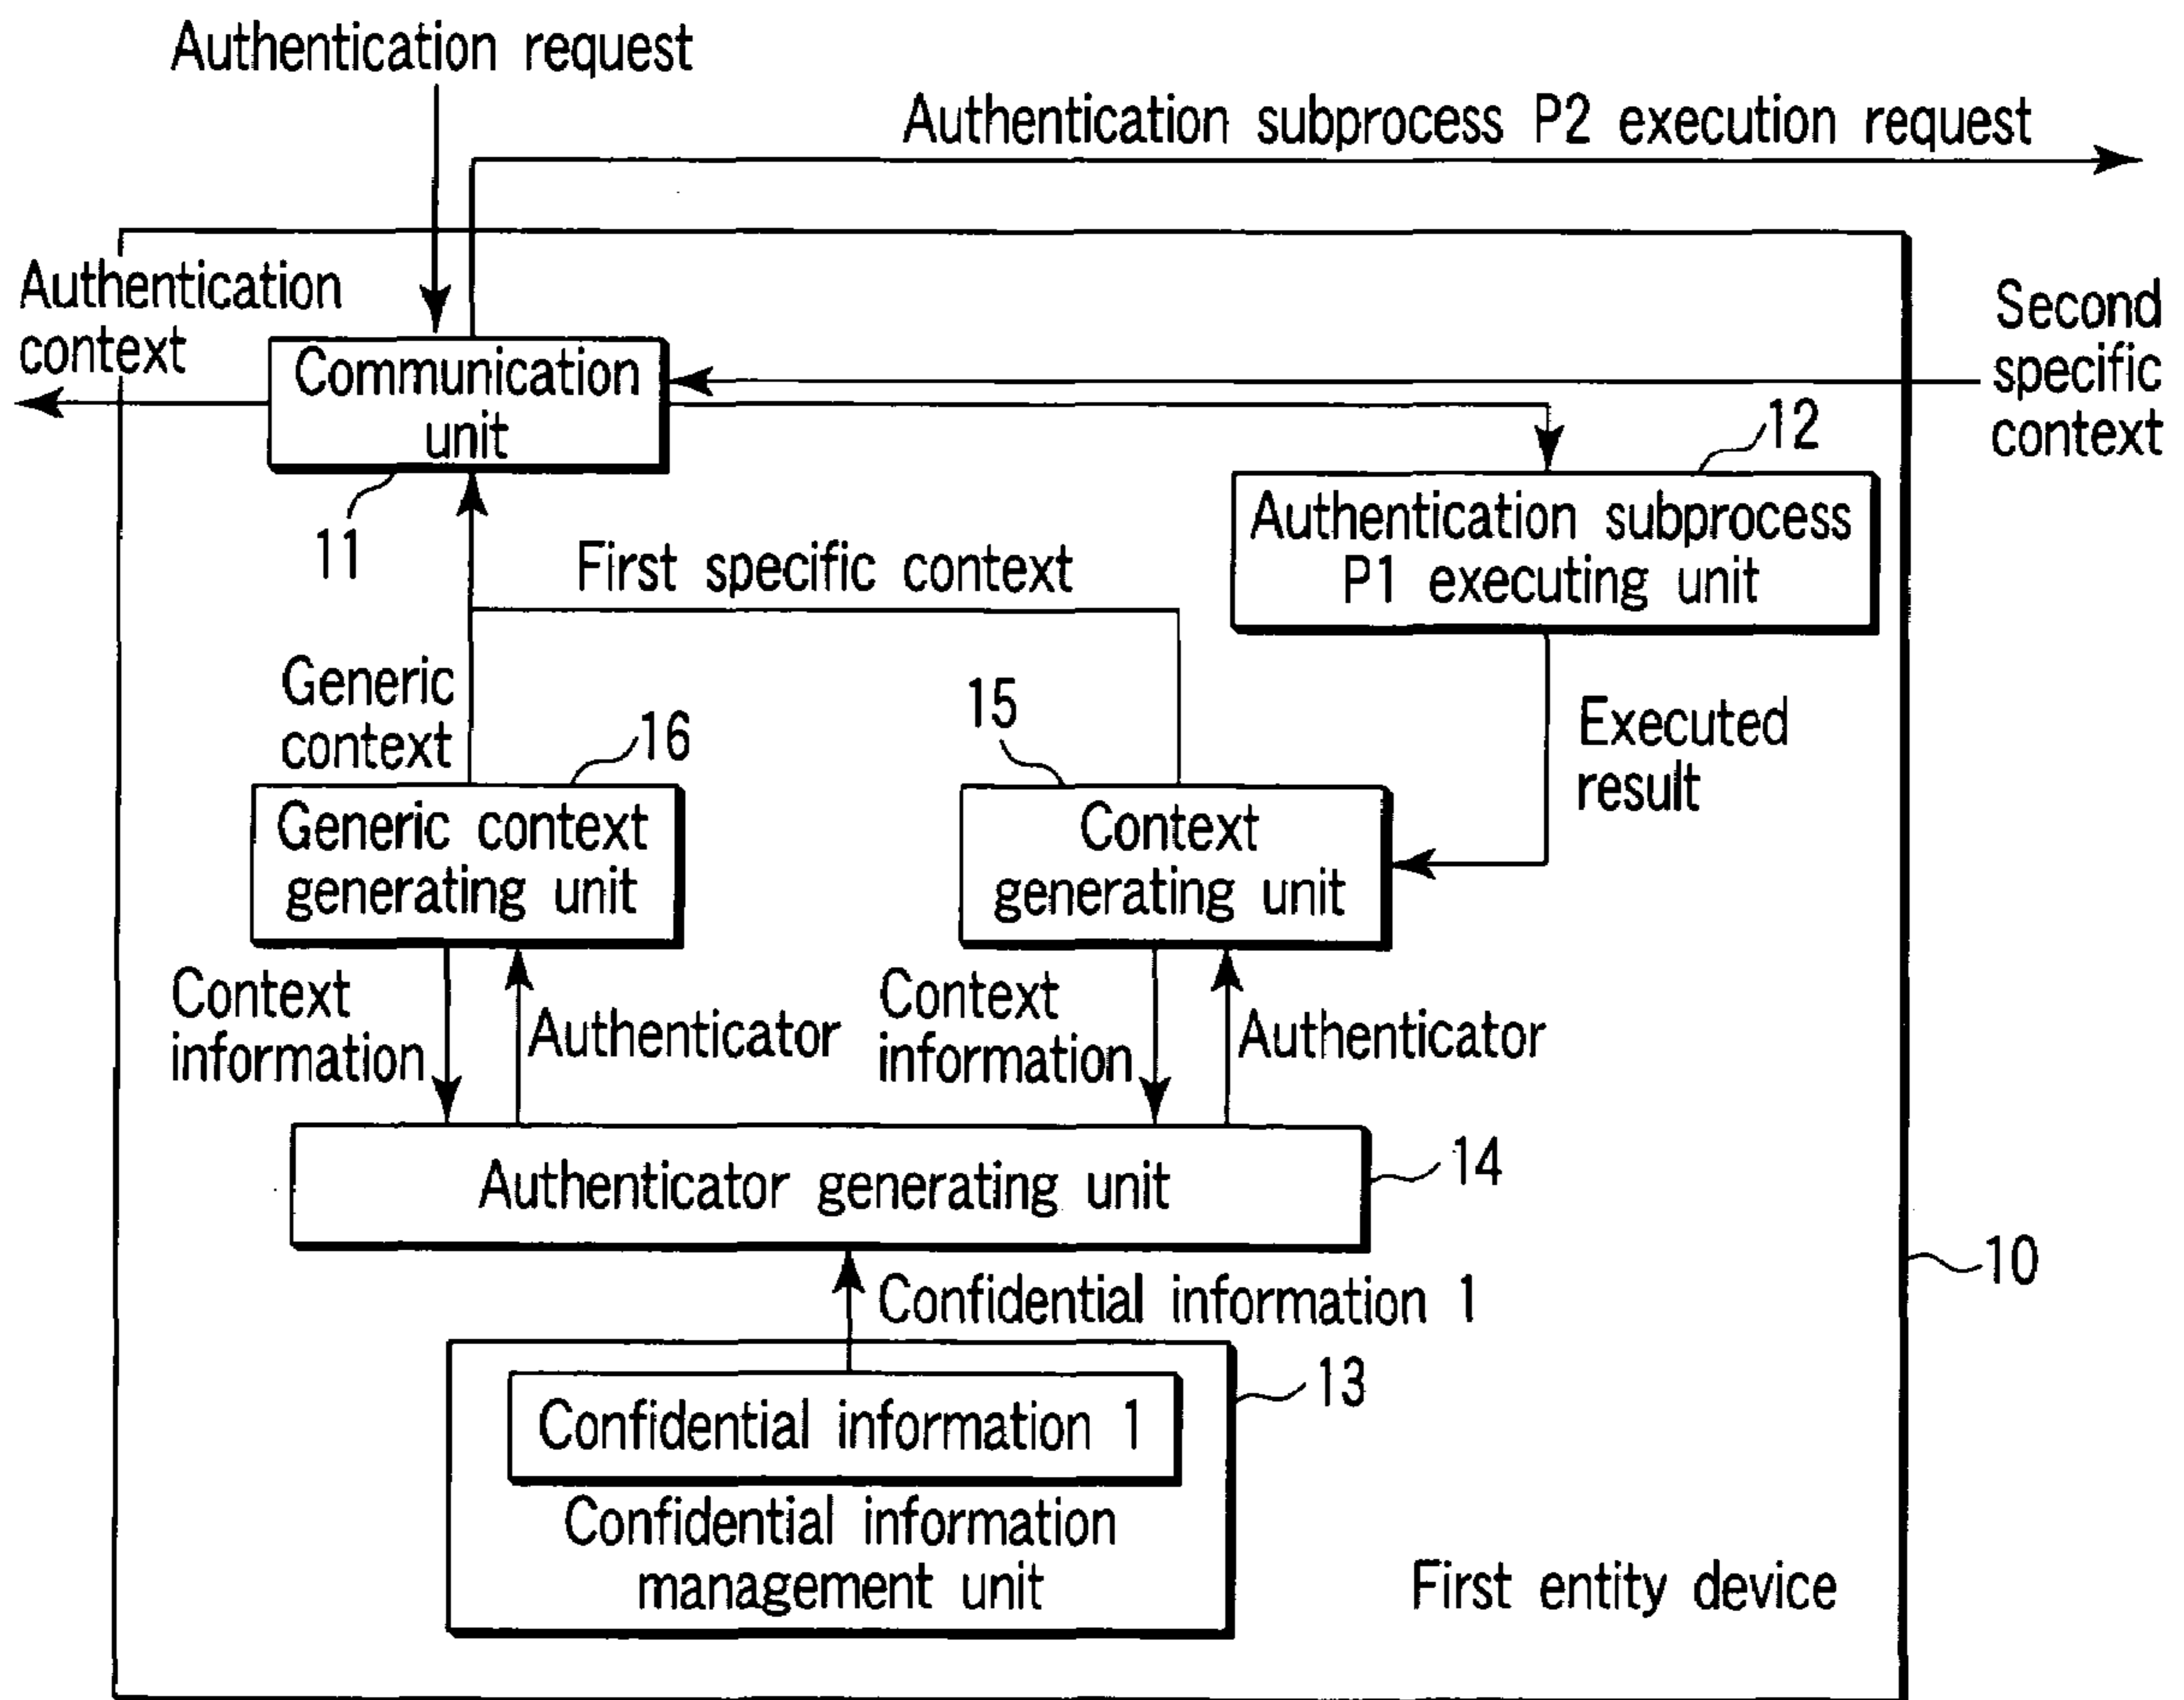 Authentication request
Authentication subprocess P2 execution request
Authentication
context
Second
specific
context
Communication
unit
11
12
Authentication subprocess
P1 executing unit
First specific context
Generic
context
16
15
Executed
result
Generic context
generating unit
Context
generating unit
Context
information
Authenticator
Context
information
Authenticator
Authenticator generating unit
14
10
Confidential information 1
13
Confidential information 1
Confidential information
management unit
First entity device